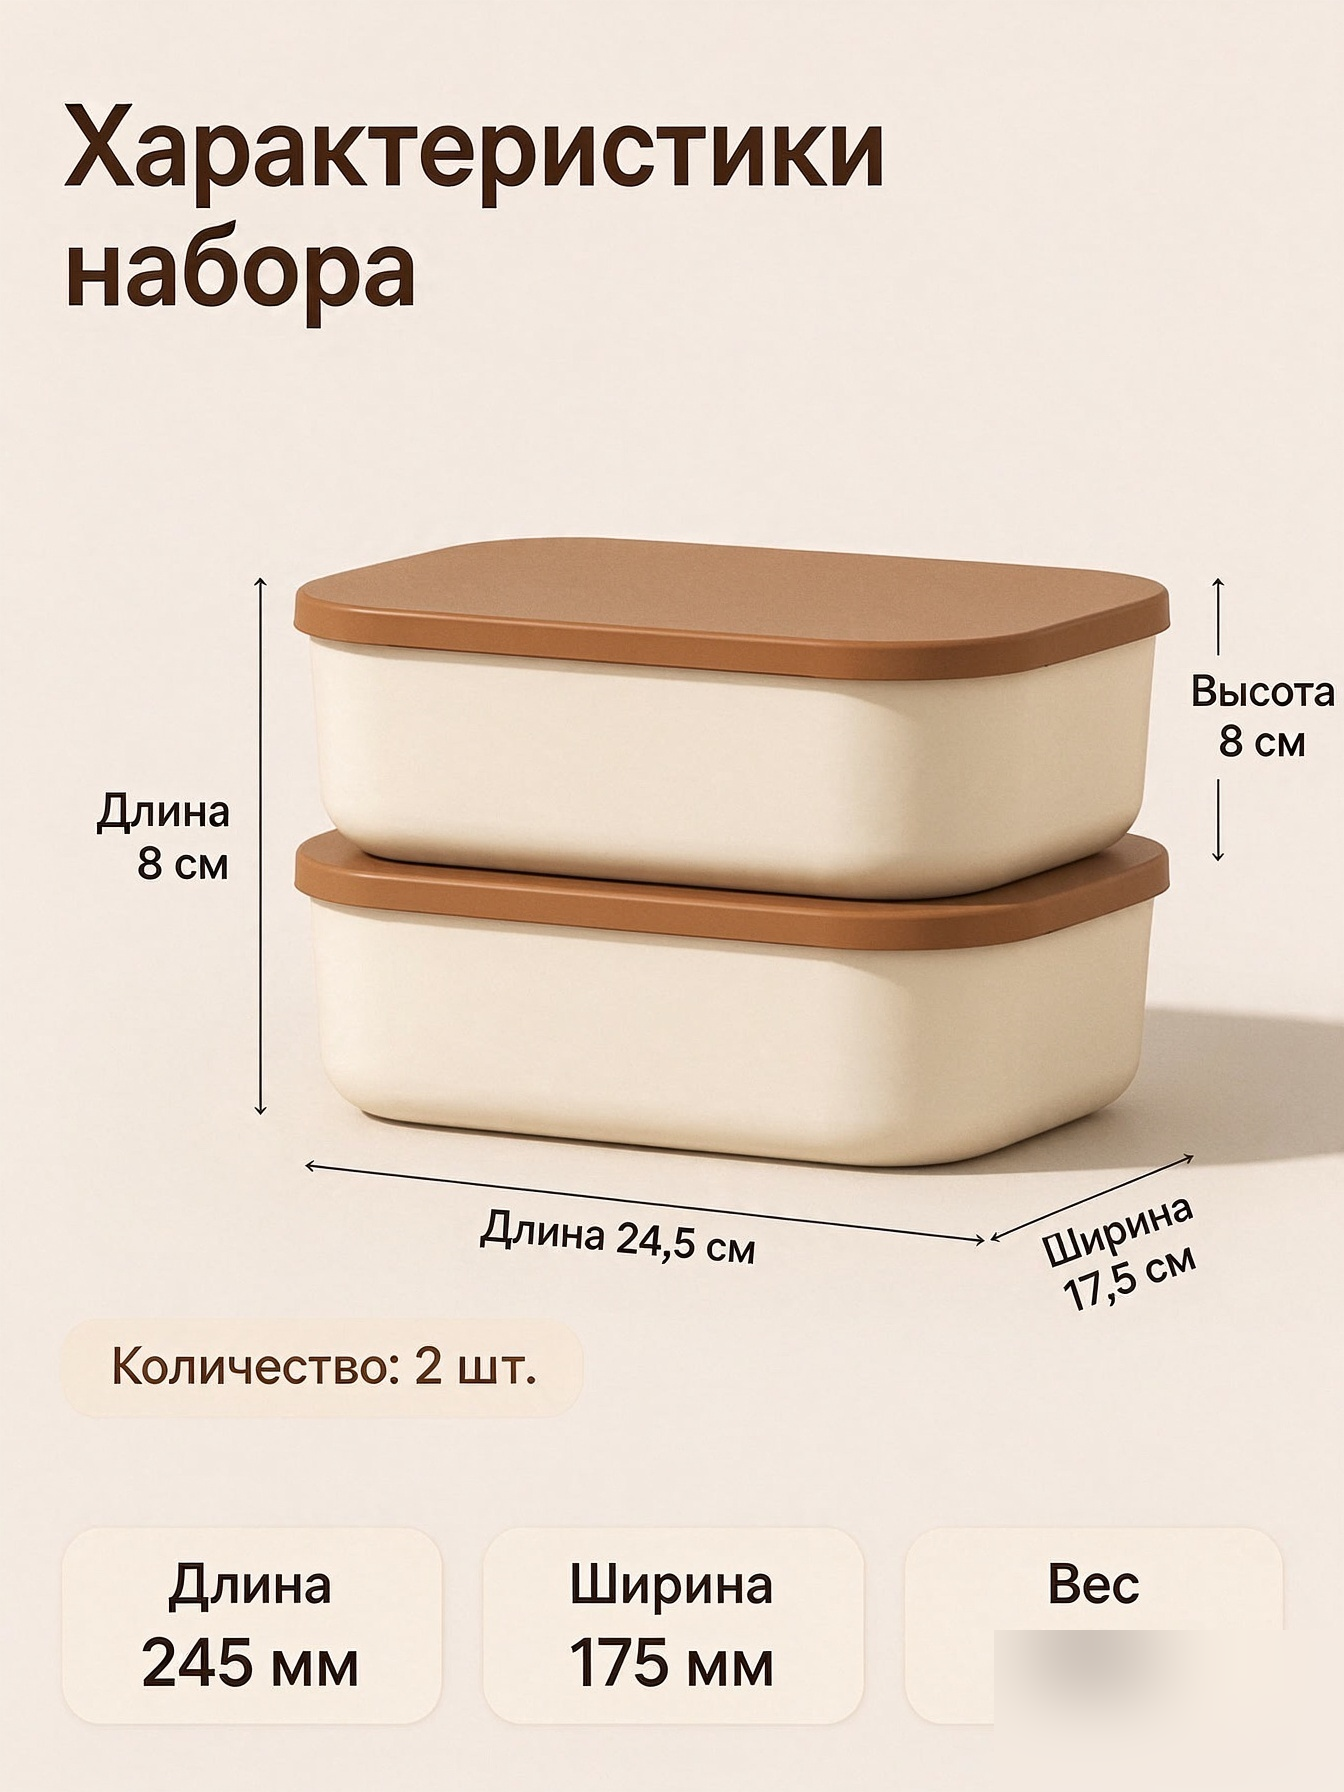 Характеристики
набора
Высота
8 см
Длина
8 см
Длина 24,5 см
Ширина
17,5 см
Количество: 2 шт.
Длина
245 мм
Ширина
175 мм
Вес